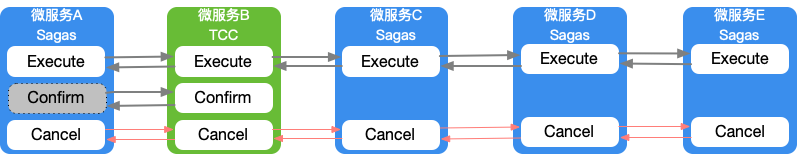 微服务A
Sagas
Execute
Confirm
Cancel
微服务B
TCC
Execute
Confirm
Cancel
微服务C
Sagas
Execute
Cancel
微服务D
Sagas
Execute
Cancel
微服务E
Sagas
Execute
Cancel